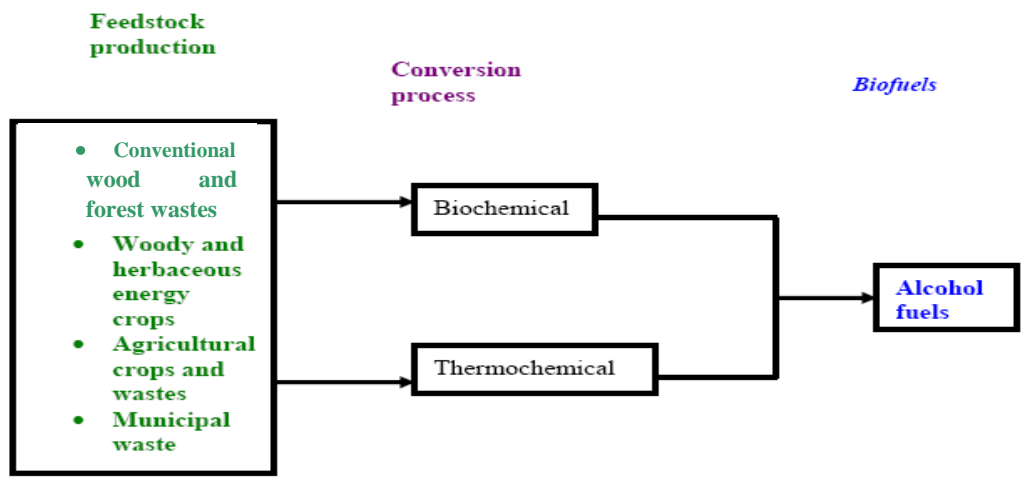 Feedstock
production
Conversion
process
Biofuels
• Conventional
wood and
forest wastes
• Woody and
herbaceous
energy
crops
• Agricultural
crops and
wastes
• Municipal
waste
Biochemical
Thermochemical
Alcohol
fuels